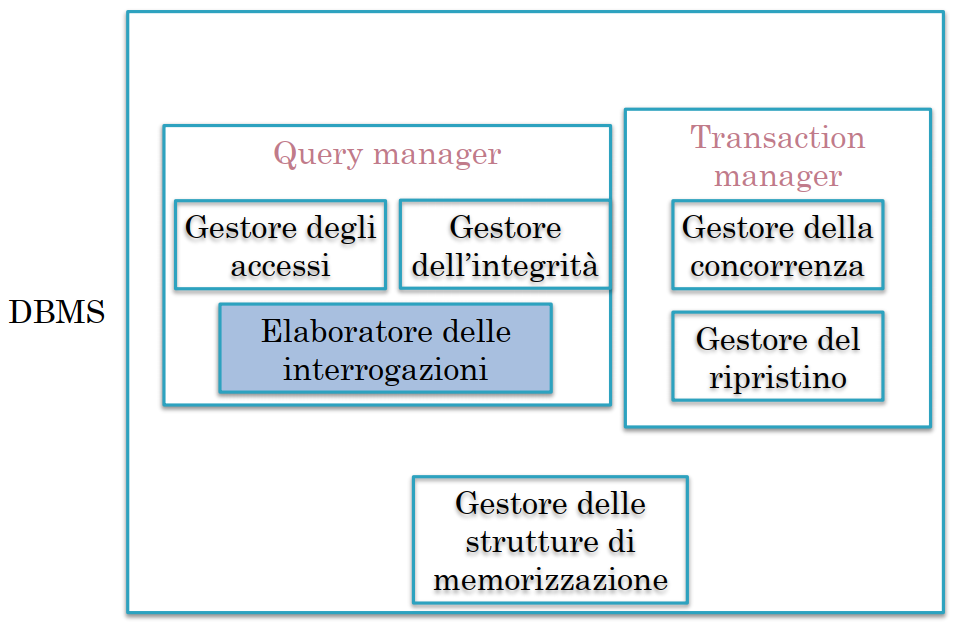 DBMS
Query manager
Gestore degli
accessi
Gestore
dell'integrità
Elaboratore delle
interrogazioni
Transaction
manager
Gestore della
concorrenza
Gestore del
ripristino
Gestore delle
strutture di
memorizzazione